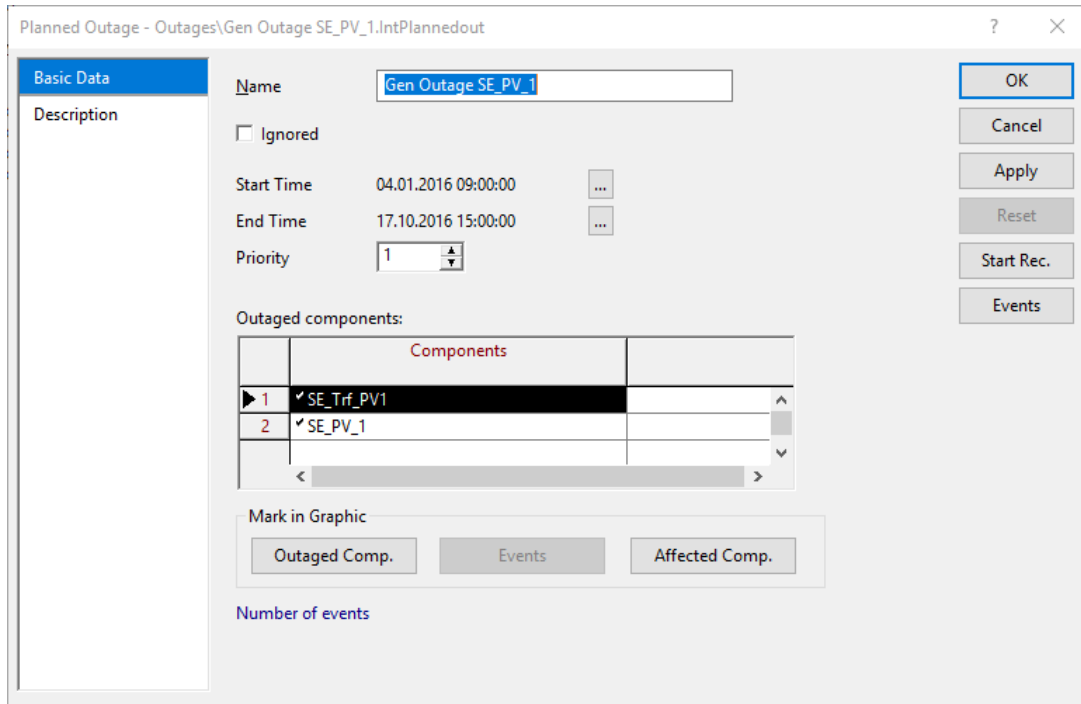 Planned Outage - Outages\Gen Outage SE_PV_1.IntPlannedout ?
Basic Data
Description
Name Gen Outage SE_PV_1
Ignored
Start Time 04.01.2016 09:00:00 ...
End Time 17.10.2016 15:00:00 ...
Priority 1
Outaged components:
Components
1 SE_Trf_PV1
2 SE_PV_1
Mark in Graphic
Outaged Comp. Events Affected Comp.
Number of events
OK
Cancel
Apply
Reset
Start Rec.
Events